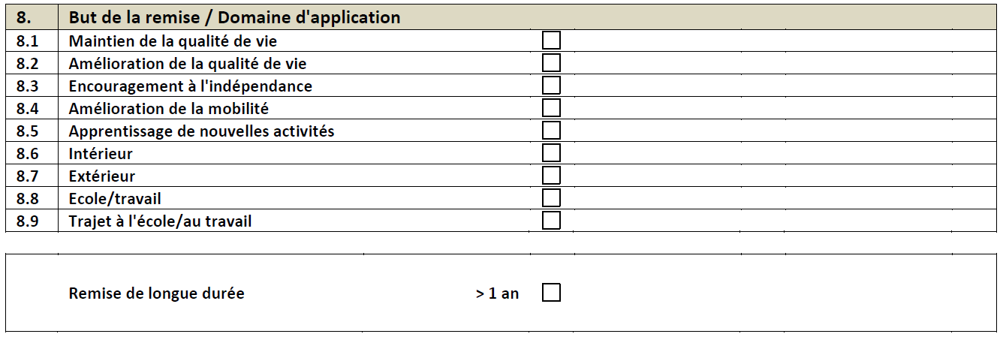 8. But de la remise / Domaine d'application
8.1 Maintien de la qualité de vie
8.2 Amélioration de la qualité de vie
8.3 Encouragement à l'indépendance
8.4 Amélioration de la mobilité
8.5 Apprentissage de nouvelles activités
8.6 Intérieur
8.7 Extérieur
8.8 Ecole/travail
8.9 Trajet à l'école/au travail
Remise de longue durée > 1 an